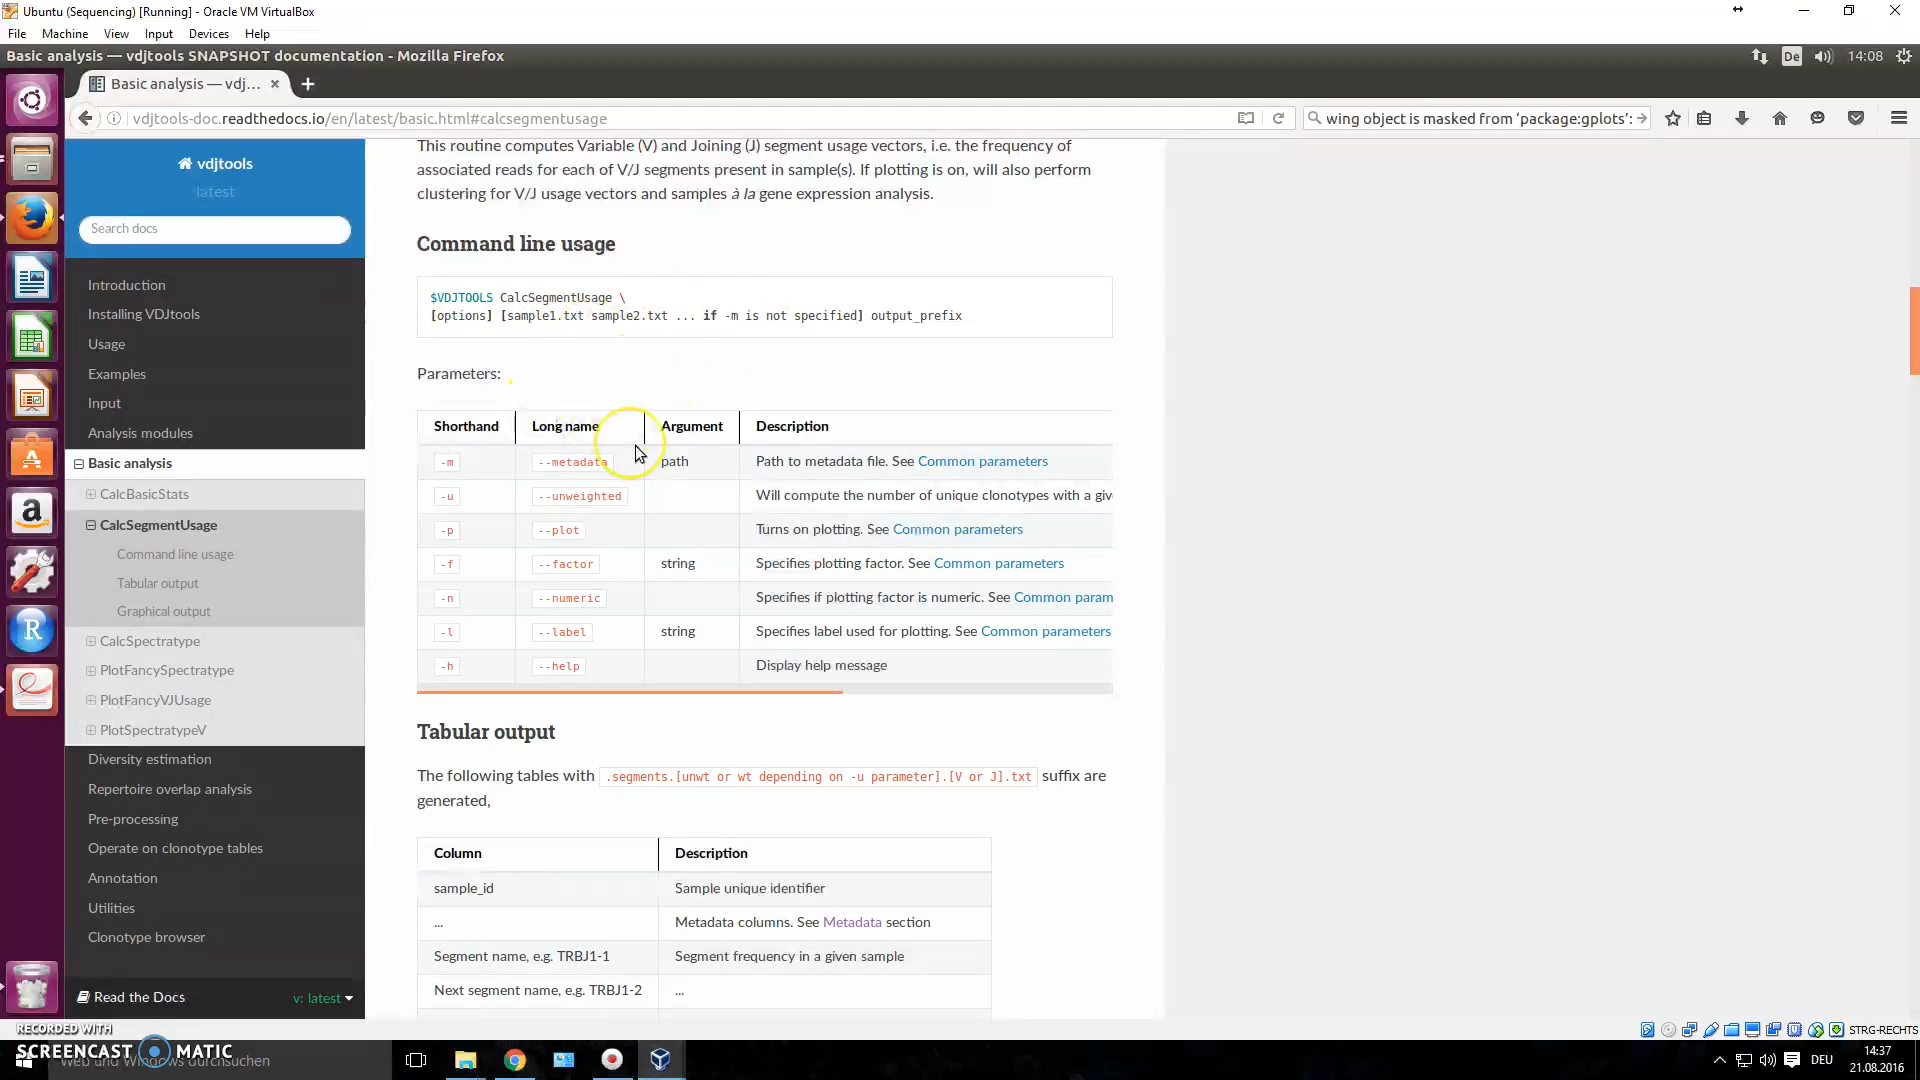 Ubuntu (Sequencing) [Running] - Oracle VM VirtualBox
File Machine View Input Devices Help
Basic analysis — vdjtools SNAPSHOT documentation - Mozilla Firefox
De 14:08
Basic analysis — vdj... × +
vdjtools-doc.readthedocs.io/en/latest/basic.html#calcsegmentusage
wing object is masked from ‘package:gplots’:
vdjtools
latest
Search docs
Introduction
Installing VDJtools
Usage
Examples
Input
Analysis modules
Basic analysis
CalcBasicStats
CalcSegmentUsage
Command line usage
Tabular output
Graphical output
CalcSpectratype
PlotFancySpectratype
PlotFancyVJUsage
PlotSpectratypeV
Diversity estimation
Repertoire overlap analysis
Pre-processing
Operate on clonotype tables
Annotation
Utilities
Clonotype browser
Read the Docs v: latest
This routine computes Variable (V) and Joining (J) segment usage vectors, i.e. the frequency of
associated reads for each of V/J segments present in sample(s). If plotting is on, will also perform
clustering for V/J usage vectors and samples à la gene expression analysis.
Command line usage
$VDJTOOLS CalcSegmentUsage \
[options] [sample1.txt sample2.txt ... if -m is not specified] output_prefix
Parameters:
Shorthand Long name Argument Description
-m --metadata path Path to metadata file. See Common parameters
-u --unweighted Will compute the number of unique clonotypes with a giv
-p --plot Turns on plotting. See Common parameters
-f --factor string Specifies plotting factor. See Common parameters
-n --numeric Specifies if plotting factor is numeric. See Common param
-l --label string Specifies label used for plotting. See Common parameters
-h --help Display help message
Tabular output
The following tables with .segments.[unwt or wt depending on -u parameter].[V or J].txt suffix are
generated,
Column Description
sample_id Sample unique identifier
... Metadata columns. See Metadata section
Segment name, e.g. TRBJ1-1 Segment frequency in a given sample
Next segment name, e.g. TRBJ1-2 ...
STRG-RECHTS
RECORDED WITH
SCREENCAST MATIC
Web und Windows durchsuchen
DEU
14:37
21.08.2016